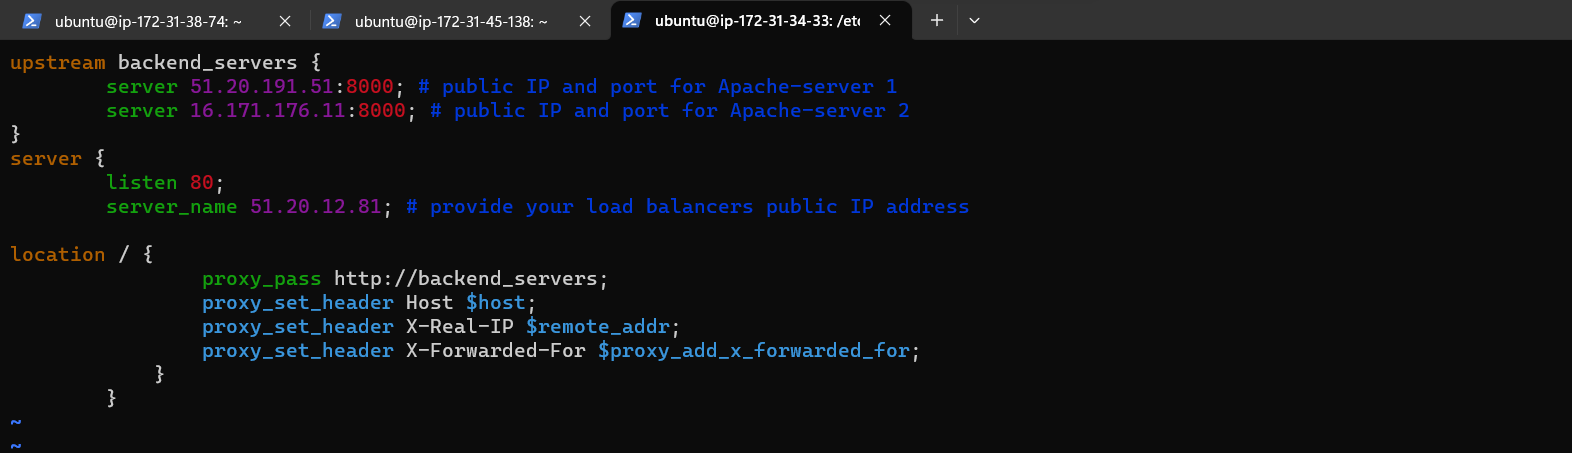 ubuntu@ip-172-31-38-74: ~
ubuntu@ip-172-31-45-138: ~
ubuntu@ip-172-31-34-33: /etc
upstream backend_servers {
server 51.20.191.51:8000; # public IP and port for Apache-server 1
server 16.171.176.11:8000; # public IP and port for Apache-server 2
}
server {
listen 80;
server_name 51.20.12.81; # provide your load balancers public IP address
location / {
proxy_pass http://backend_servers;
proxy_set_header Host $host;
proxy_set_header X-Real-IP $remote_addr;
proxy_set_header X-Forwarded-For $proxy_add_x_forwarded_for;
}
}
~
~